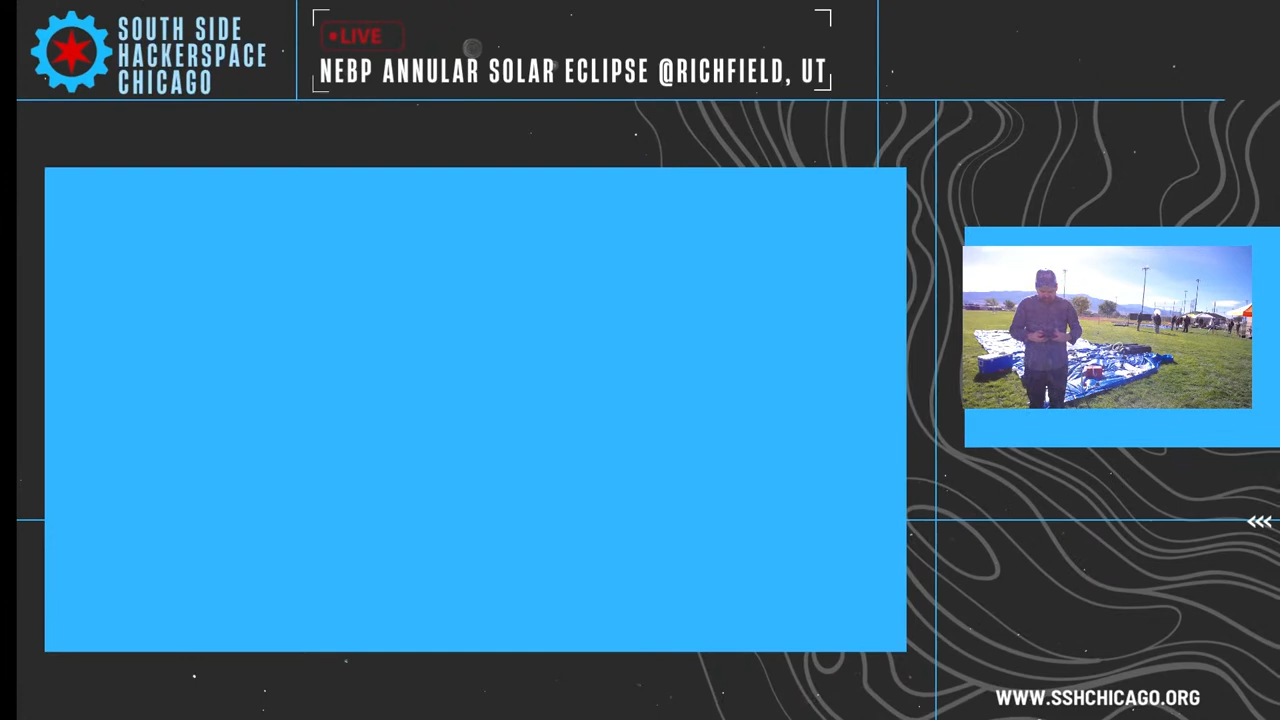 SOUTH SIDE
HACKERSPACE
CHICAGO
LIVE
NEBP ANNULAR SOLAR ECLIPSE @RICHFIELD, UT
WWW.SSHCHICAGO.ORG